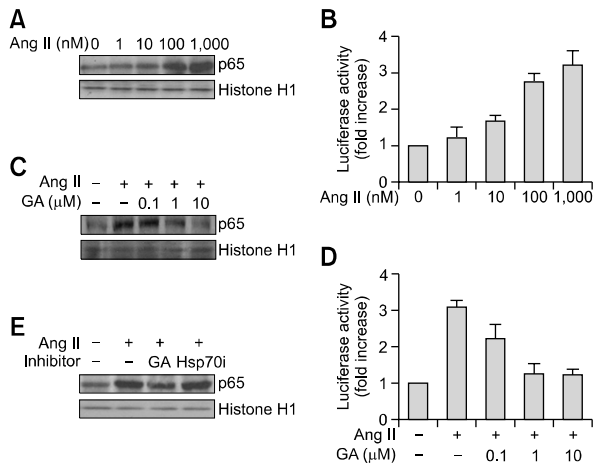 A
Ang II (nM) 0 1 10 100 1,000
p65
Histone H1
B
Luciferase activity
(fold increase)
4
3
2
1
0
Ang II (nM) 0 1 10 100 1,000
C
Ang II – + + + +
GA (μM) – – 0.1 1 10
p65
Histone H1
D
Luciferase activity
(fold increase)
4
3
2
1
0
Ang II – + + + +
GA (μM) – – 0.1 1 10
E
Ang II – + + +
Inhibitor – – GA Hsp70i
p65
Histone H1